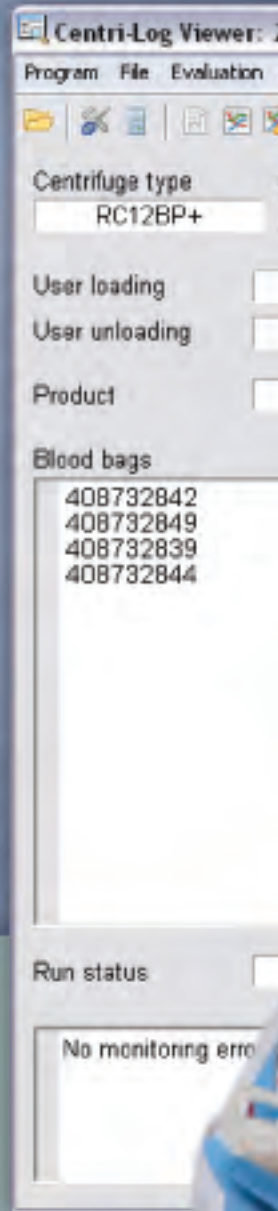 Centri-Log Viewer:
Program File Evaluation
Centrifuge type
RC12BP+
User loading
User unloading
Product
Blood bags
408732842
408732849
408732839
408732844
Run status
No monitoring erro